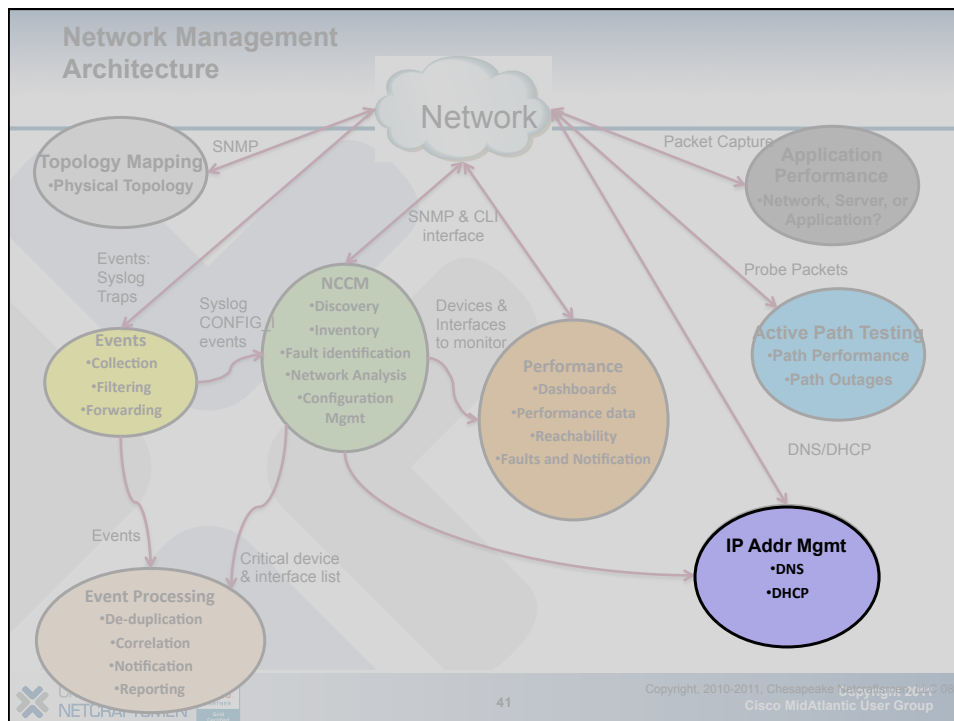 Network Management
Architecture
Network
SNMP
Packet Capture
Topology Mapping
•Physical Topology
Application
Performance
•Network, Server, or
Application?
SNMP & CLI
interface
Events:
Syslog
Traps
Probe Packets
Syslog
CONFIG_I
events
NCCM
•Discovery
•Inventory
•Fault identification
•Network Analysis
•Configuration
Mgmt
Devices &
Interfaces
to monitor
Events
•Collection
•Filtering
•Forwarding
Active Path Testing
•Path Performance
•Path Outages
Performance
•Dashboards
•Performance data
•Reachability
•Faults and Notification
DNS/DHCP
Events
Critical device
& interface list
IP Addr Mgmt
•DNS
•DHCP
Event Processing
•De-duplication
•Correlation
•Notification
•Reporting
NETCRAFTSMEN
41
Copyright, 2010-2011, Chesapeake
Copyright 2011
Cisco MidAtlantic User Group